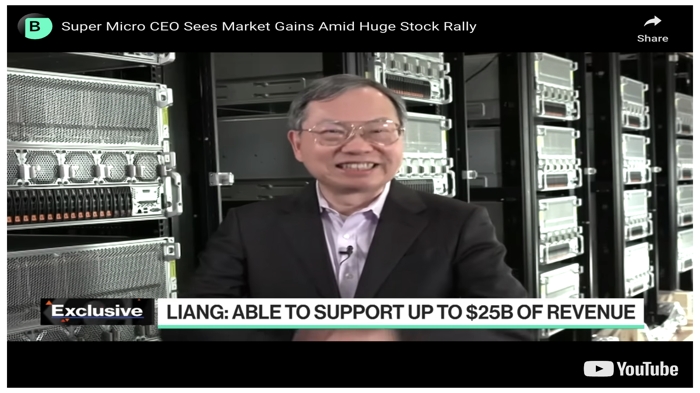 B
Super Micro CEO Sees Market Gains Amid Huge Stock Rally
Share
Exclusive
LIANG: ABLE TO SUPPORT UP TO $25B OF REVENUE
YouTube